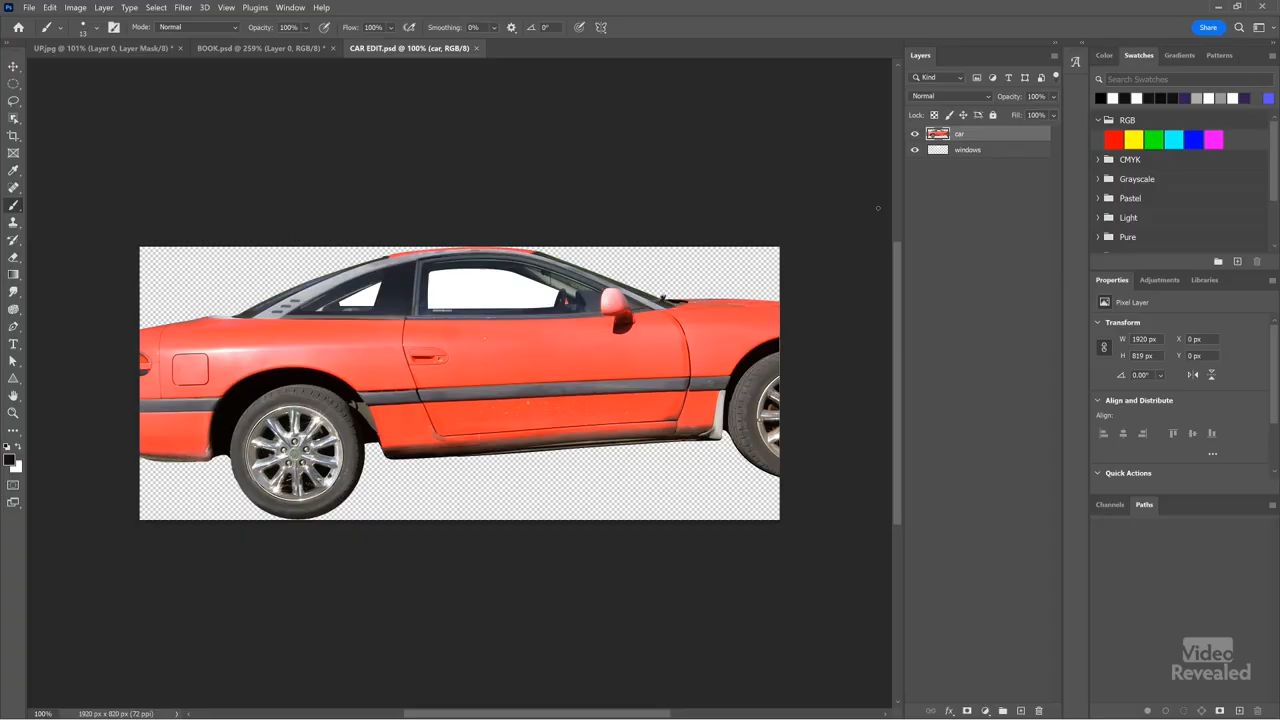 File Edit Image Layer Type Select Filter 3D View Plugins Window Help
13 Mode: Normal Opacity: 100% Flow: 100% Smoothing: 0% 0° Share
UP.jpg @ 101% (Layer 0, Layer Mask/8) * × BOOK.psd @ 259% (Layer 0, RGB/8) * × CAR EDIT.psd @ 100% (car, RGB/8) ×
Layers
Kind
Normal Opacity: 100%
Lock: Fill: 100%
car
windows
Color Swatches Gradients Patterns
Search Swatches
RGB
CMYK
Grayscale
Pastel
Light
Pure
Properties Adjustments Libraries
Pixel Layer
Transform
W 1920 px X 0 px
H 819 px Y 0 px
0.00°
Align and Distribute
Align:
Quick Actions
Channels Paths
Video
Revealed
100% 1920 px x 820 px (72 ppi)